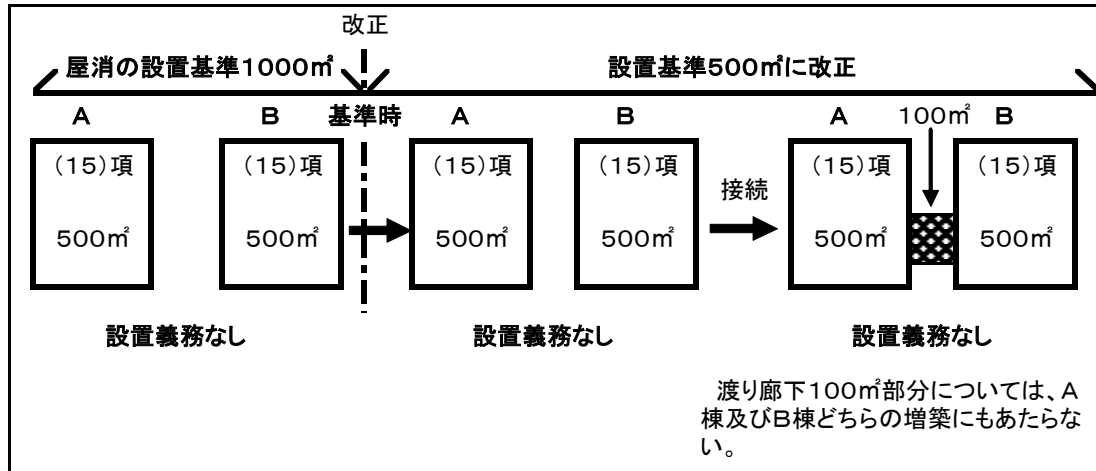 改正
屋消の設置基準1000㎡
設置基準500㎡に改正
A B 基準時 A B A 100㎡ B
(15)項 (15)項 (15)項 (15)項 (15)項 (15)項
接続
500㎡ 500㎡ 500㎡ 500㎡ 500㎡ 500㎡
設置義務なし 設置義務なし 設置義務なし
渡り廊下100㎡部分については、A
棟及びB棟どちらの増築にもあたらな
い。